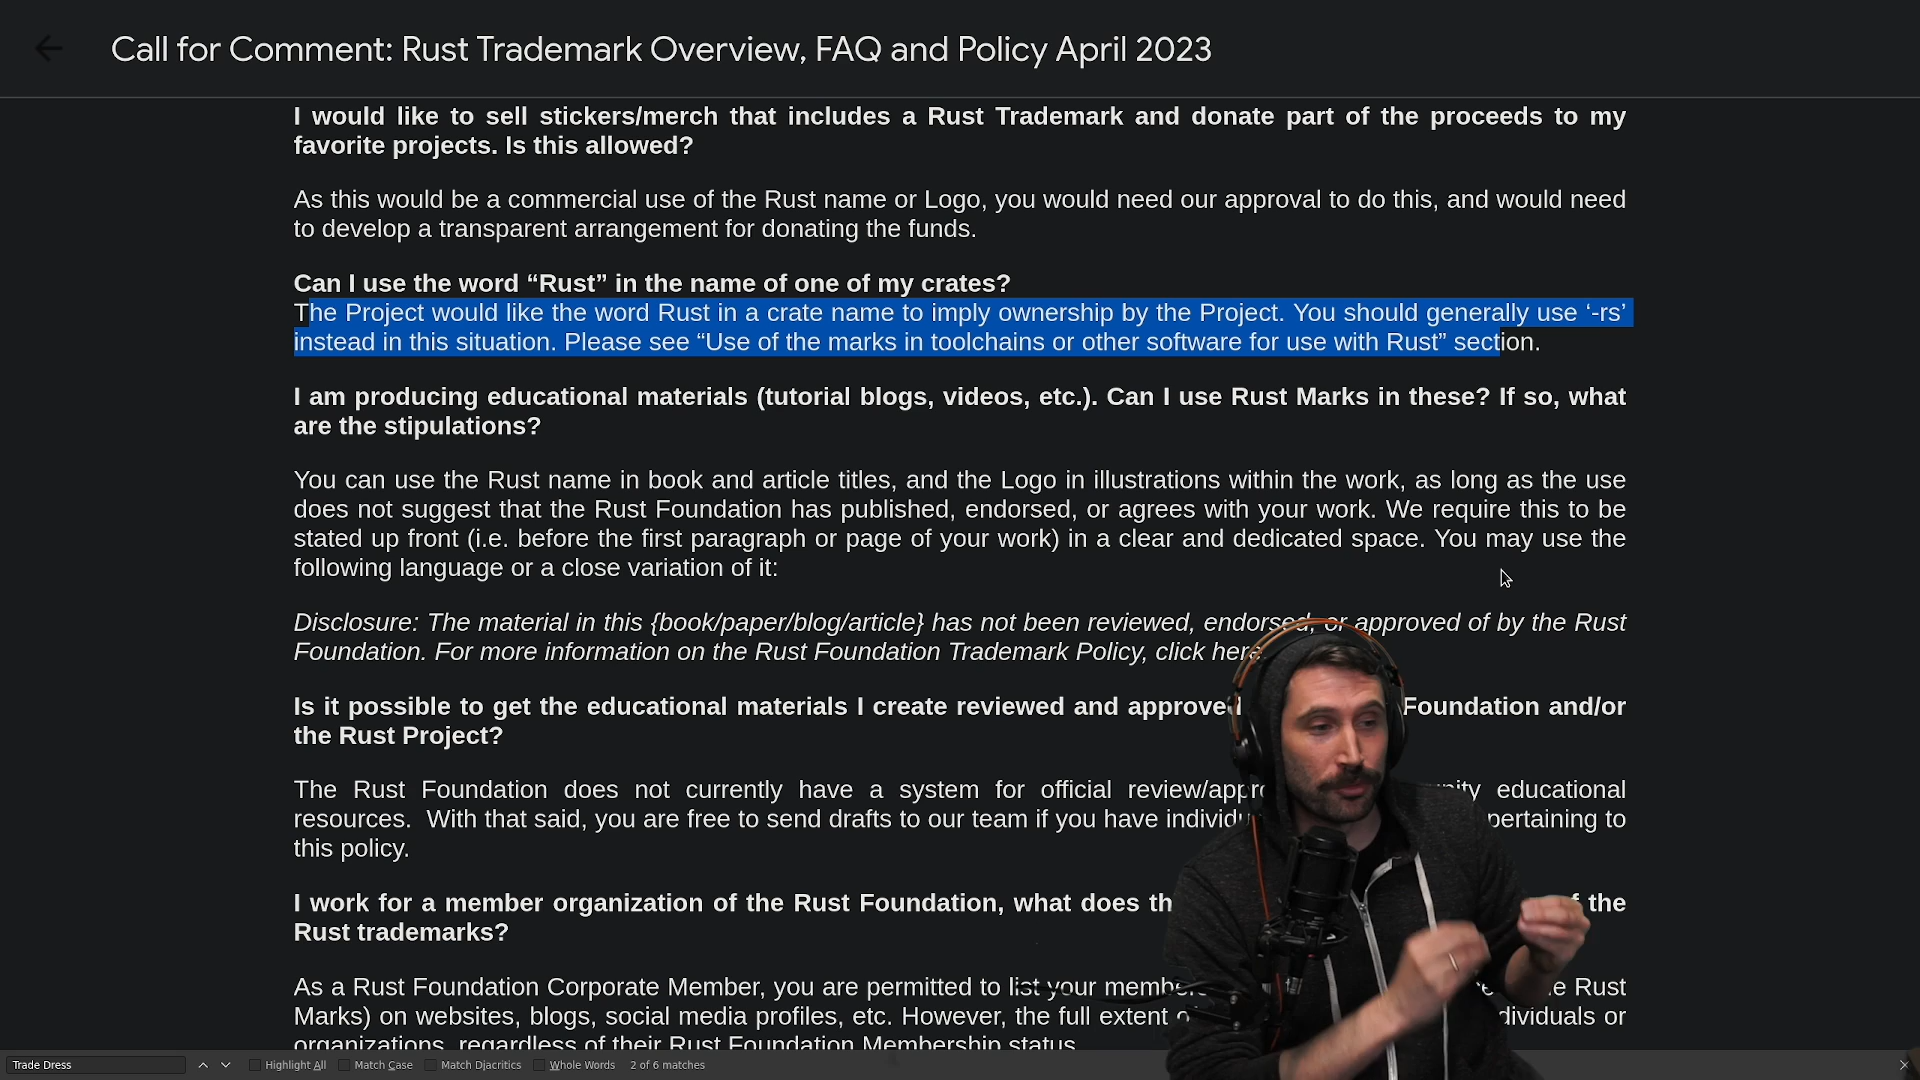 Call for Comment: Rust Trademark Overview, FAQ and Policy April 2023
I would like to sell stickers/merch that includes a Rust Trademark and donate part of the proceeds to my
favorite projects. Is this allowed?
As this would be a commercial use of the Rust name or Logo, you would need our approval to do this, and would need
to develop a transparent arrangement for donating the funds.
Can I use the word “Rust” in the name of one of my crates?
The Project would like the word Rust in a crate name to imply ownership by the Project. You should generally use ‘-rs’
instead in this situation. Please see “Use of the marks in toolchains or other software for use with Rust” section.
I am producing educational materials (tutorial blogs, videos, etc.). Can I use Rust Marks in these? If so, what
are the stipulations?
You can use the Rust name in book and article titles, and the Logo in illustrations within the work, as long as the use
does not suggest that the Rust Foundation has published, endorsed, or agrees with your work. We require this to be
stated up front (i.e. before the first paragraph or page of your work) in a clear and dedicated space. You may use the
following language or a close variation of it:
Disclosure: The material in this {book/paper/blog/article} has not been reviewed, endorsed, or approved of by the Rust
Foundation. For more information on the Rust Foundation Trademark Policy, click here
Is it possible to get the educational materials I create reviewed and approved Foundation and/or
the Rust Project?
The Rust Foundation does not currently have a system for official educational
resources. With that said, you are free to send drafts to our team if you have pertaining to
this policy.
I work for a member organization of the Rust Foundation, what does the
Rust trademarks?
As a Rust Foundation Corporate Member, you are permitted to list your Rust
Marks) on websites, blogs, social media profiles, etc. However, the full extent or
organizations, regardless of their Rust Foundation Membership status
Trade Dress Highlight All Match Case Match Diacritics Whole Words 2 of 6 matches